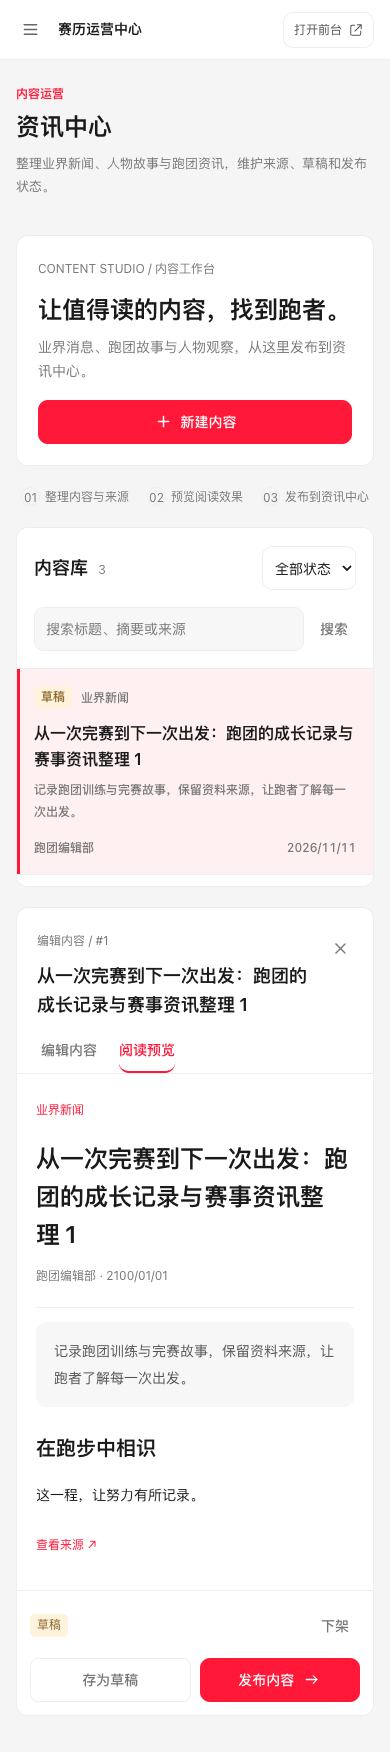 赛历运营中心
打开前台
内容运营
资讯中心
整理业界新闻、人物故事与跑团资讯，维护来源、草稿和发布
状态。
CONTENT STUDIO / 内容工作台
让值得读的内容，找到跑者。
业界消息、跑团故事与人物观察，从这里发布到资
讯中心。
新建内容
01 整理内容与来源 02 预览阅读效果 03 发布到资讯中心
内容库 3
全部状态
搜索标题、摘要或来源
搜索
草稿 业界新闻
从一次完赛到下一次出发：跑团的成长记录与
赛事资讯整理 1
记录跑团训练与完赛故事，保留资料来源，让跑者了解每一
次出发。
跑团编辑部 2026/11/11
编辑内容 / #1
从一次完赛到下一次出发：跑团的
成长记录与赛事资讯整理 1
编辑内容 阅读预览
业界新闻
从一次完赛到下一次出发：跑
团的成长记录与赛事资讯整
理 1
跑团编辑部 · 2100/01/01
记录跑团训练与完赛故事，保留资料来源，让
跑者了解每一次出发。
在跑步中相识
这一程，让努力有所记录。
查看来源 ↗
草稿 下架
存为草稿 发布内容 →